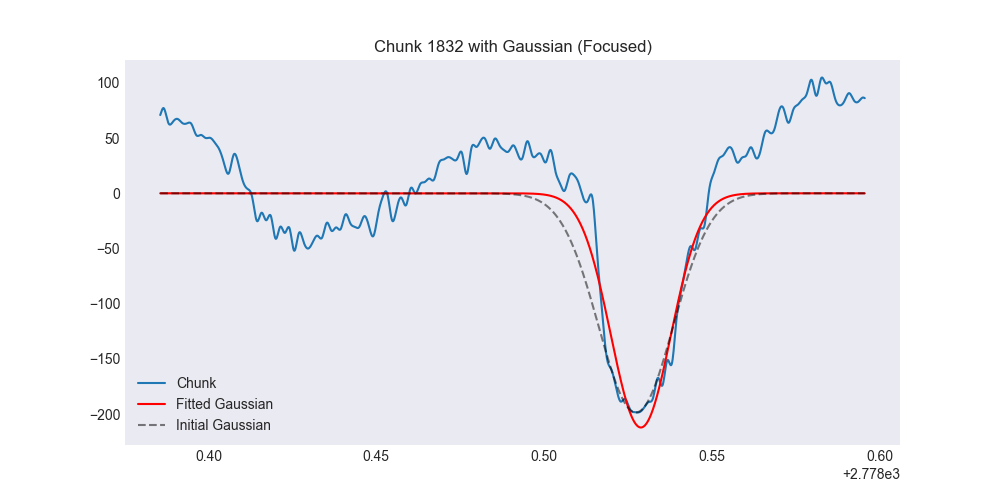 Chunk 1832 with Gaussian (Focused)
100
50
0
−50
−100
−150
−200
Chunk
Fitted Gaussian
Initial Gaussian
0.40 0.45 0.50 0.55 0.60
+2.778e3